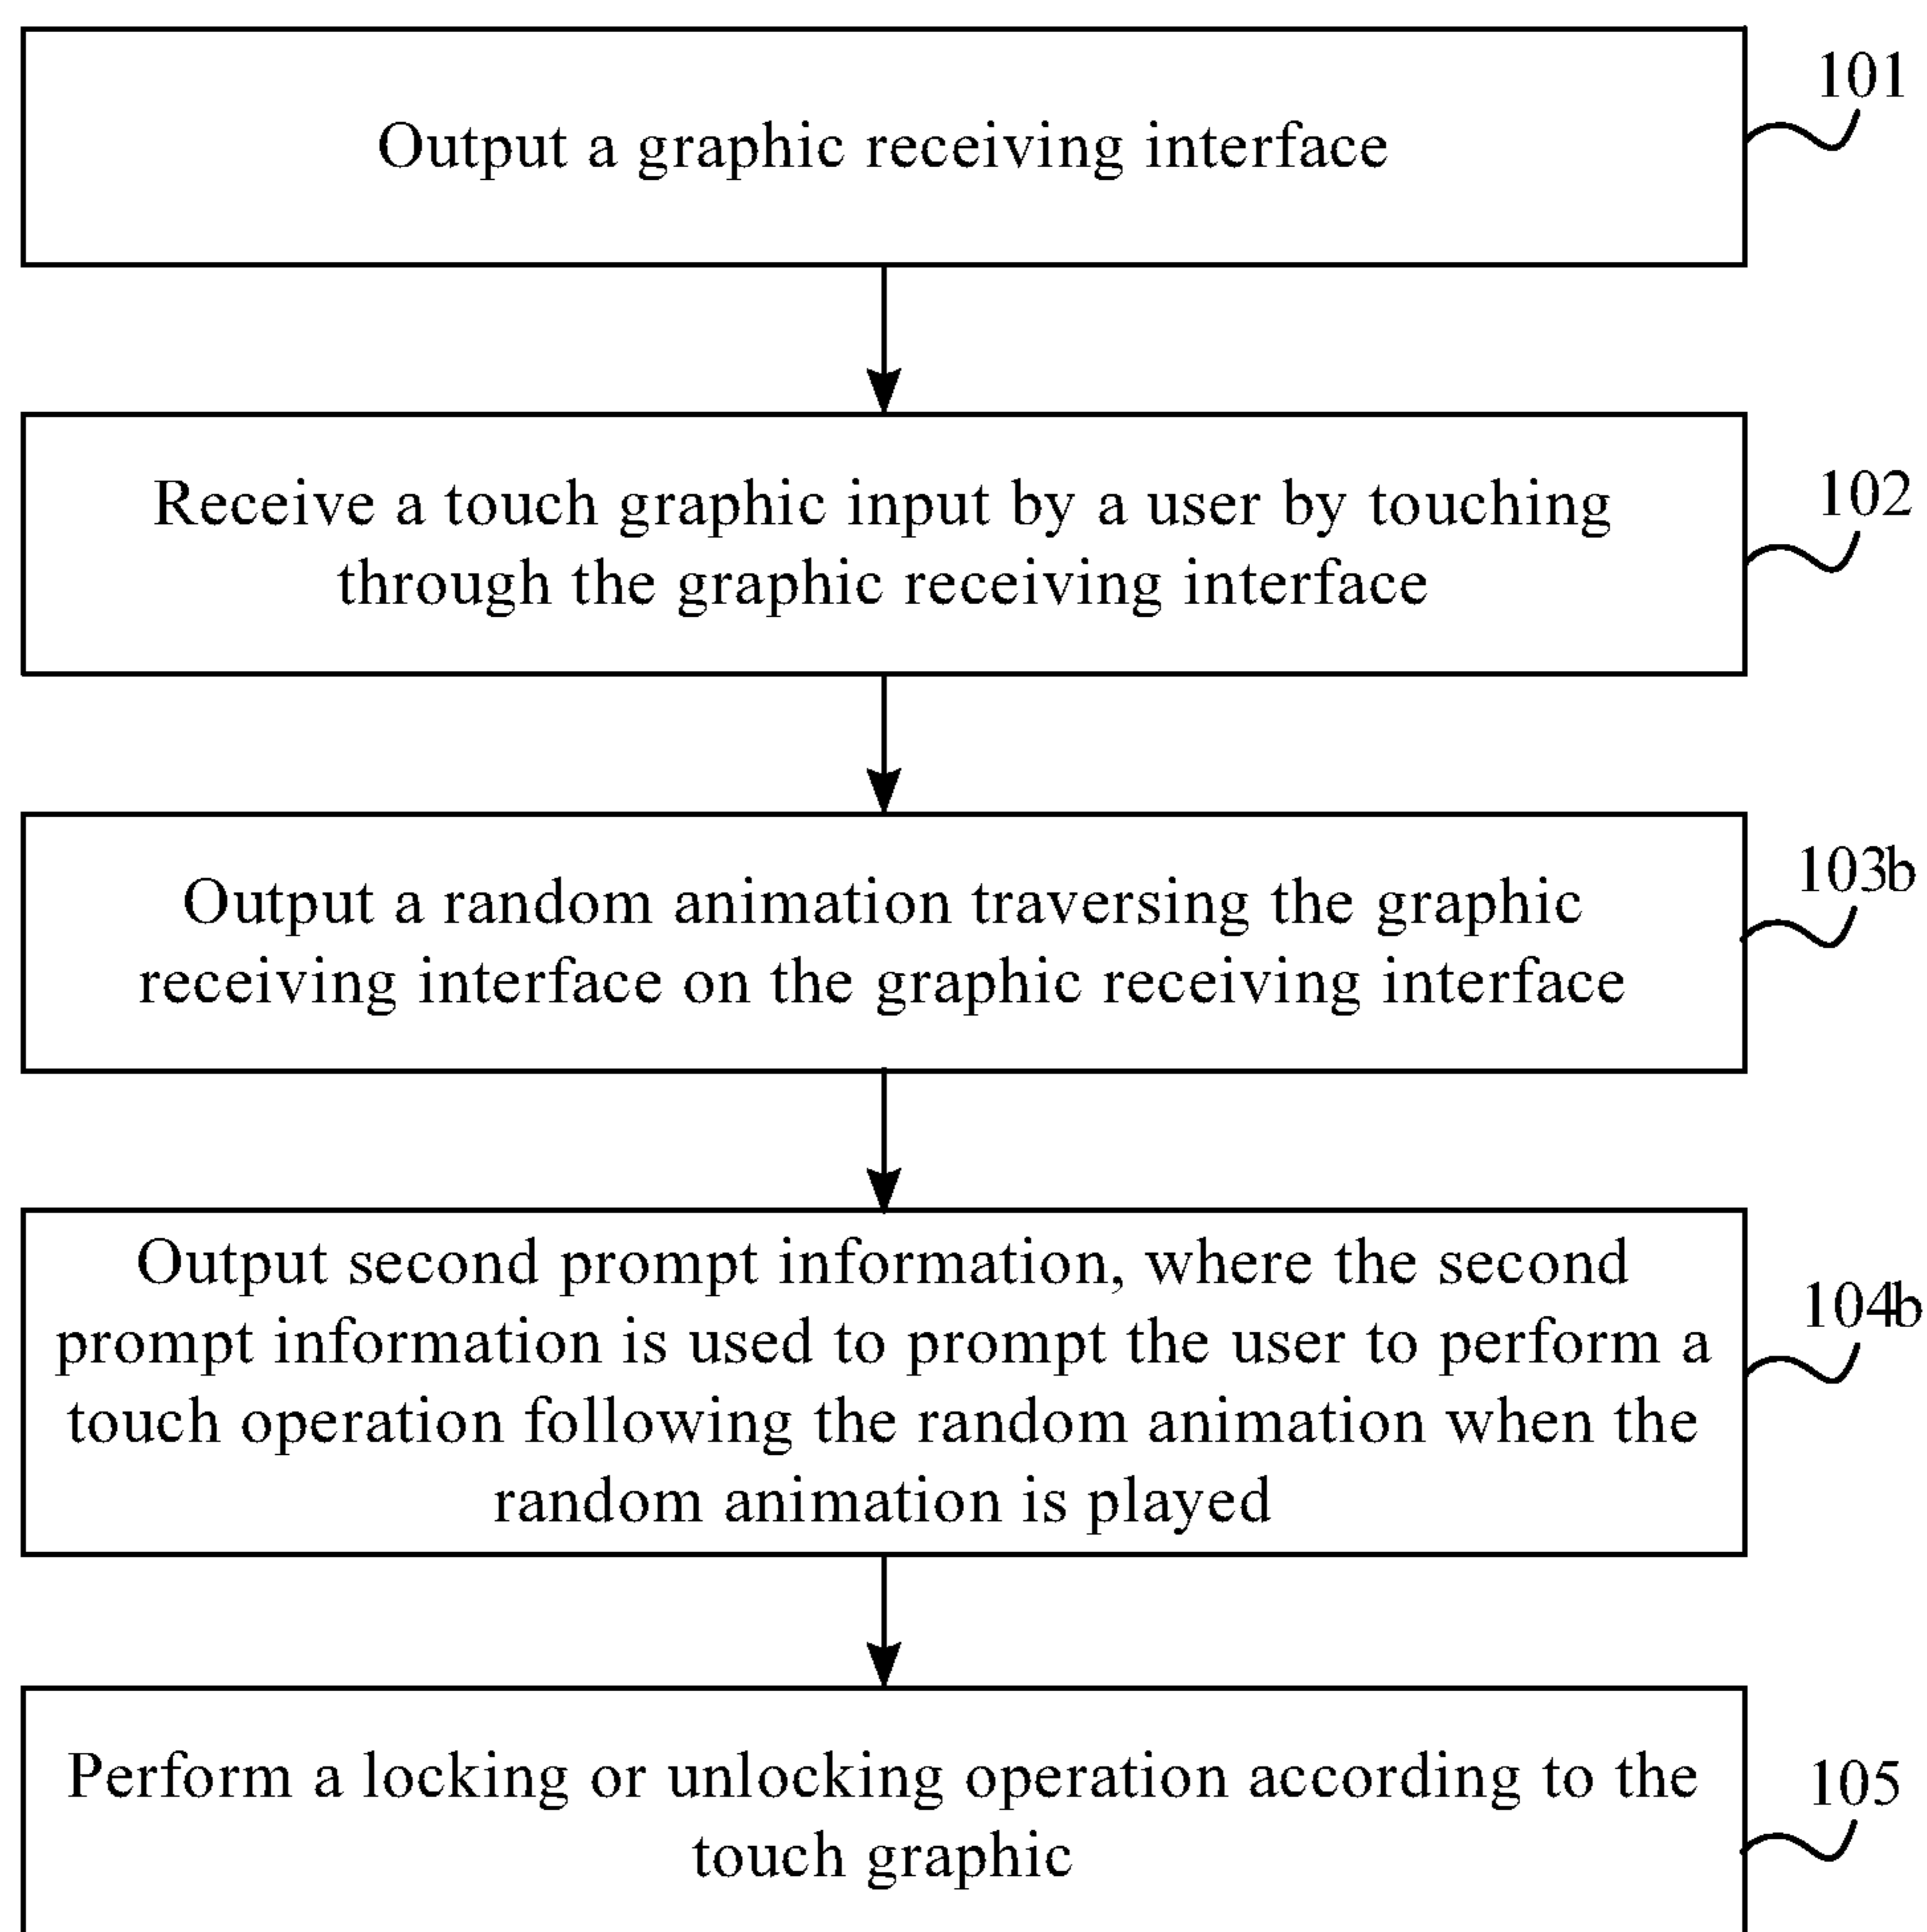 101
Output a graphic receiving interface
102
Receive a touch graphic input by a user by touching
through the graphic receiving interface
103b
Output a random animation traversing the graphic
receiving interface on the graphic receiving interface
Output second prompt information, where the second
104b
prompt information is used to prompt the user to perform a
touch operation following the random animation when the
random animation is played
Perform a locking or unlocking operation according to the
105
touch graphic